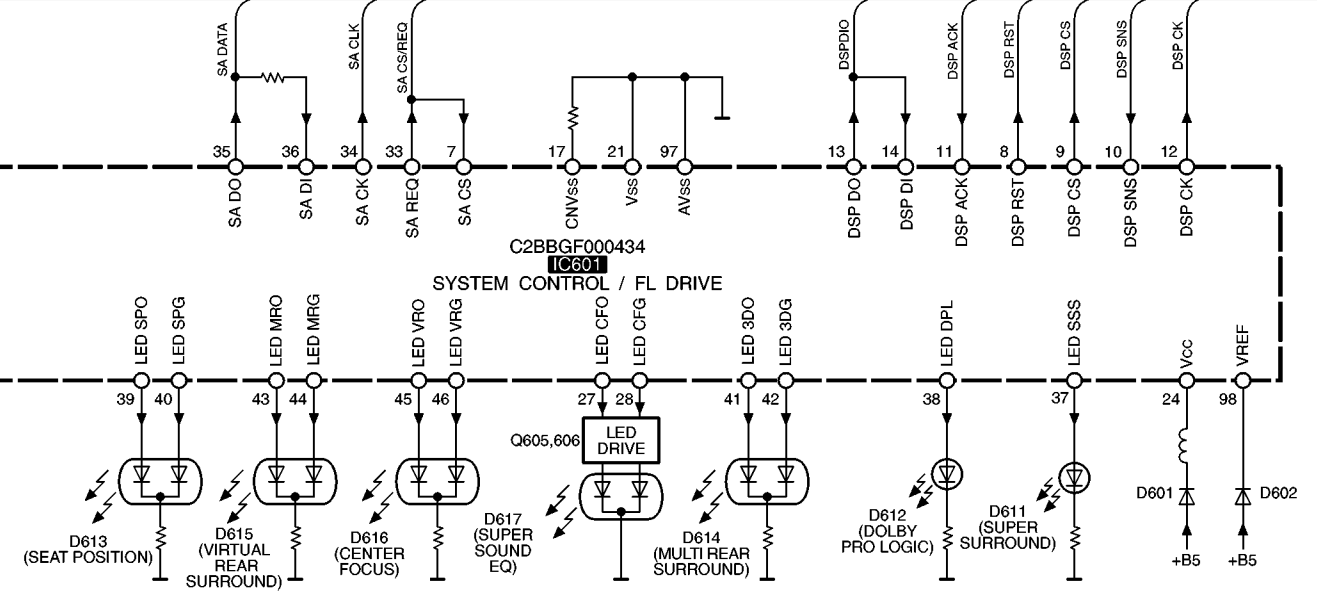 SA DATA
SA CLK
SA CS/REQ
DSPDIO
DSP ACK
DSP RST
DSP CS
DSP SNS
DSP CK
35 36 34 33 7 17 21 97 13 14 11 8 9 10 12
SA DO
SA DI
SA CK
SA REQ
SA CS
CNVss
Vss
AVss
DSP DO
DSP DI
DSP ACK
DSP RST
DSP CS
DSP SNS
DSP CK
C2BBGF000434
IC601
SYSTEM CONTROL / FL DRIVE
LED SPO
LED SPG
LED MRO
LED MRG
LED VRO
LED VRG
LED CFO
LED CFG
LED 3DO
LED 3DG
LED DPL
LED SSS
Vcc
VREF
39 40 43 44 45 46 27 28 41 42 38 37 24 98
Q605,606
LED
DRIVE
D613
(SEAT POSITION)
D615
(VIRTUAL
REAR
SURROUND)
D616
(CENTER
FOCUS)
D617
(SUPER
SOUND
EQ)
D614
(MULTI REAR
SURROUND)
D612
(DOLBY
PRO LOGIC)
D611
(SUPER
SURROUND)
D601
D602
+B5
+B5